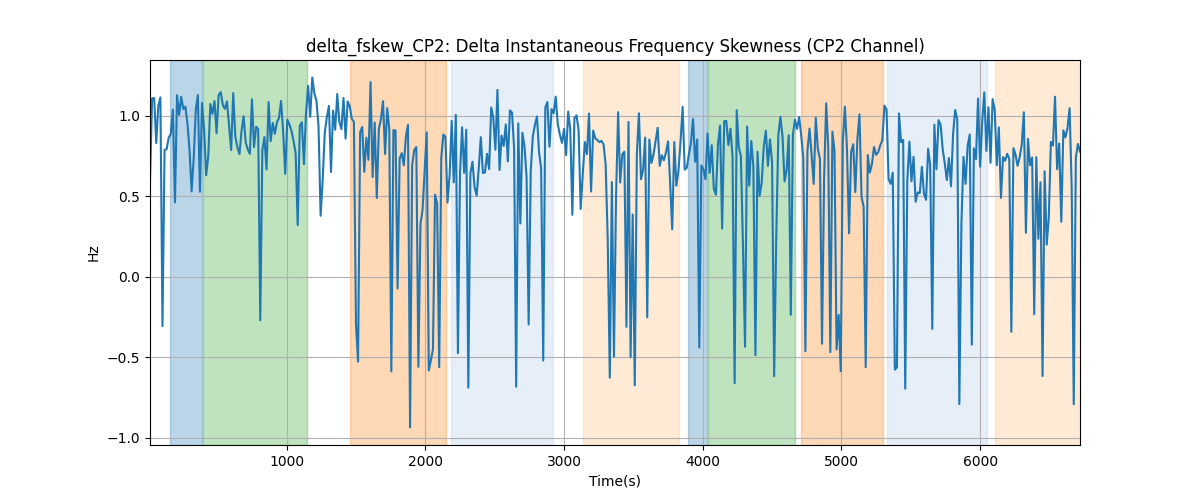 delta_fskew_CP2: Delta Instantaneous Frequency Skewness (CP2 Channel)
1.0
0.5
0.0
−0.5
−1.0
Hz
1000 2000 3000 4000 5000 6000
Time(s)